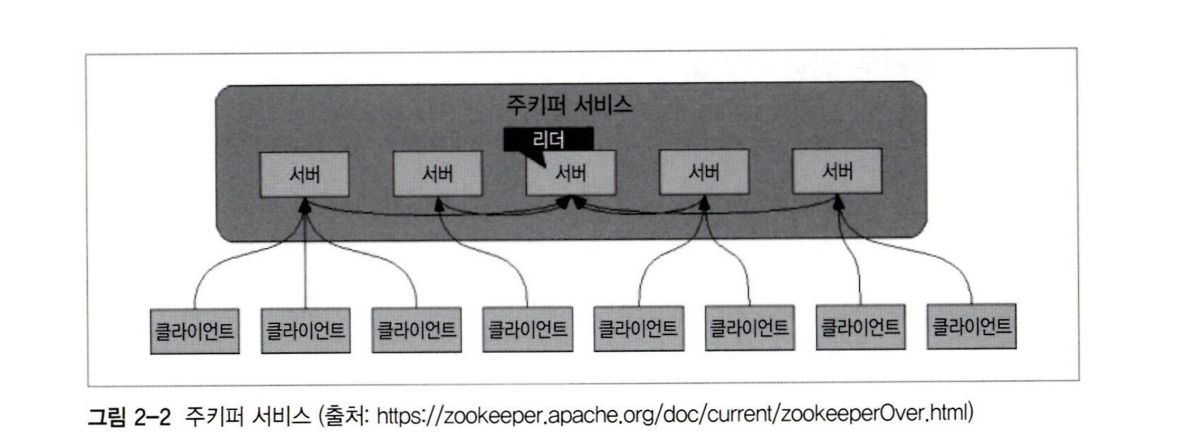 주키퍼 서비스
리더
서버 서버 서버 서버 서버
클라이언트 클라이언트 클라이언트 클라이언트 클라이언트 클라이언트 클라이언트 클라이언트
그림 2-2 주키퍼 서비스 (출처: https://zookeeper.apache.org/doc/current/zookeeperOver.html)